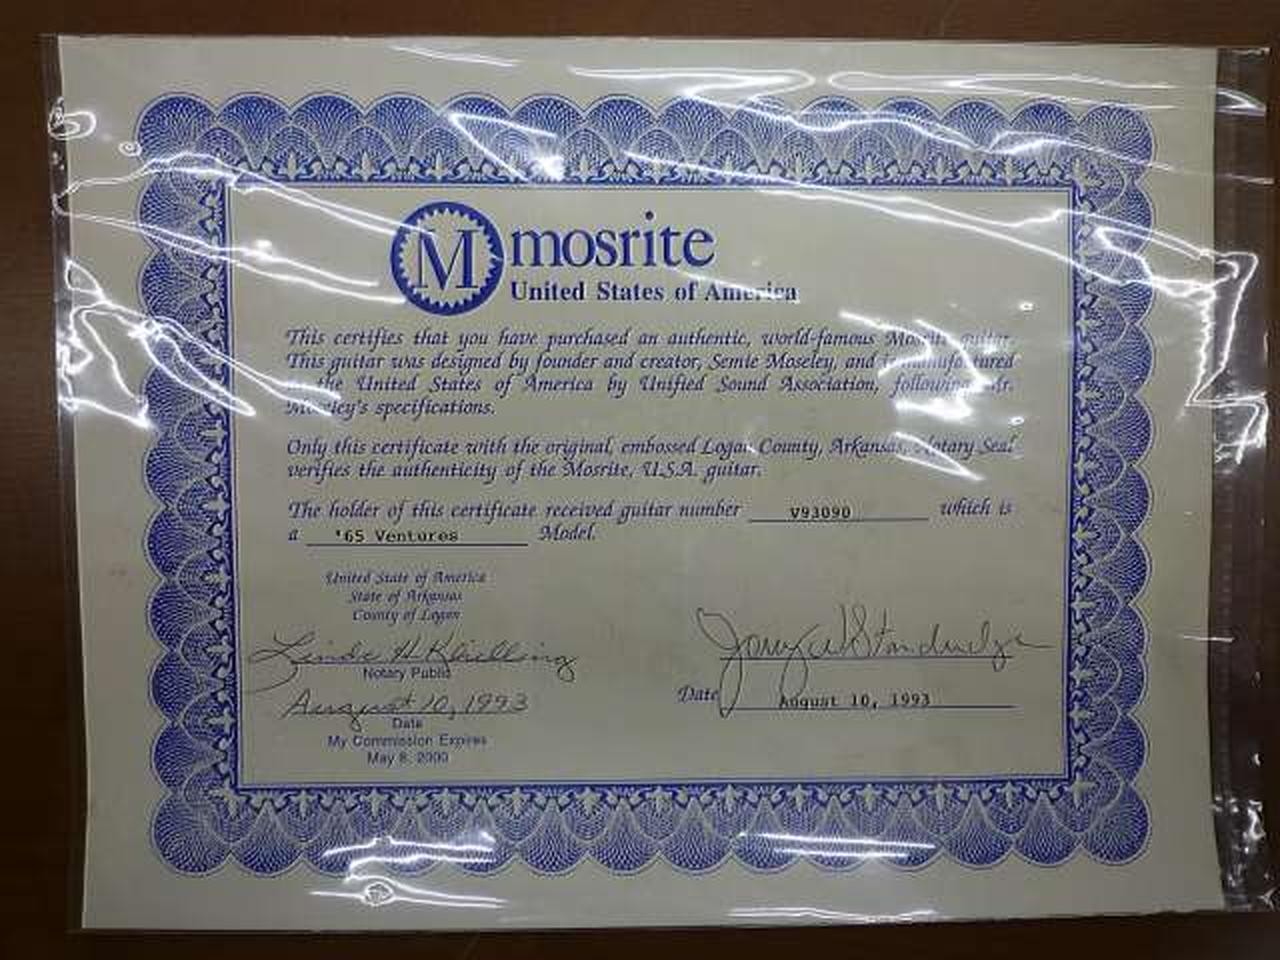 M mosrite
United States of America
This certifies that you have purchased an authentic, world-famous Mosrite guitar.
This guitar was designed by founder and creator, Semie Moseley, and is manufactured
in the United States of America by Unified Sound Association, following Mr.
Moseley's specifications.
Only this certificate with the original, embossed Logan County, Arkansas, Notary Seal
verifies the authenticity of the Mosrite, U.S.A. guitar.
The holder of this certificate received guitar number V93090 which is
a '65 Ventures Model.
United State of America
State of Arkansas
County of Logan
Linda H
Notary Public
August 10, 1993
Date August 10, 1993
Date
My Commission Expires
May 8, 2000